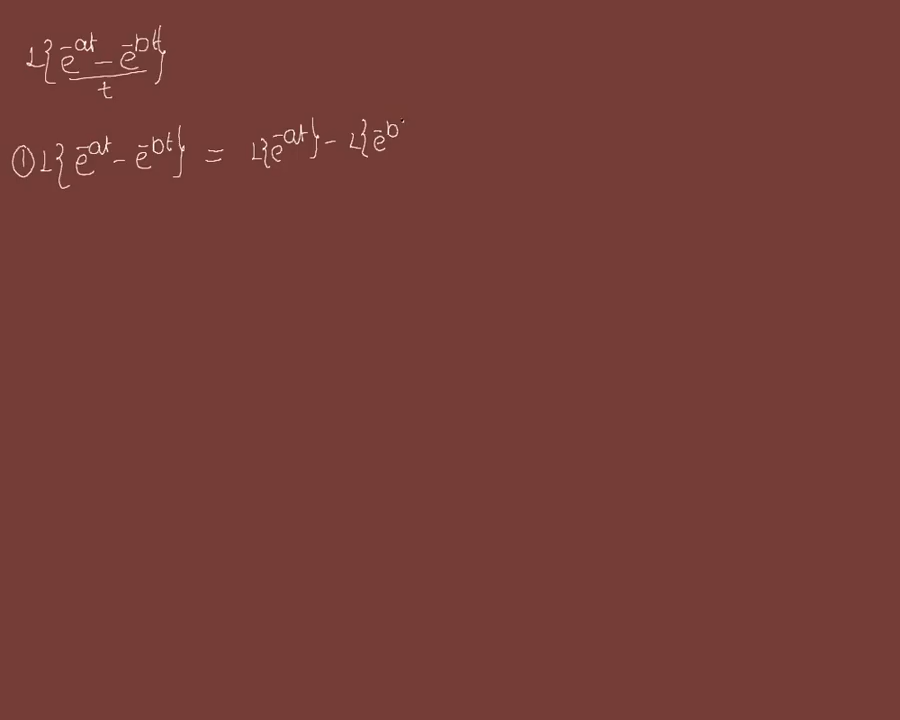 L{e^-at - e^-bt / t}
① L{e^-at - e^-bt} = L{e^-at} - L{e^-b